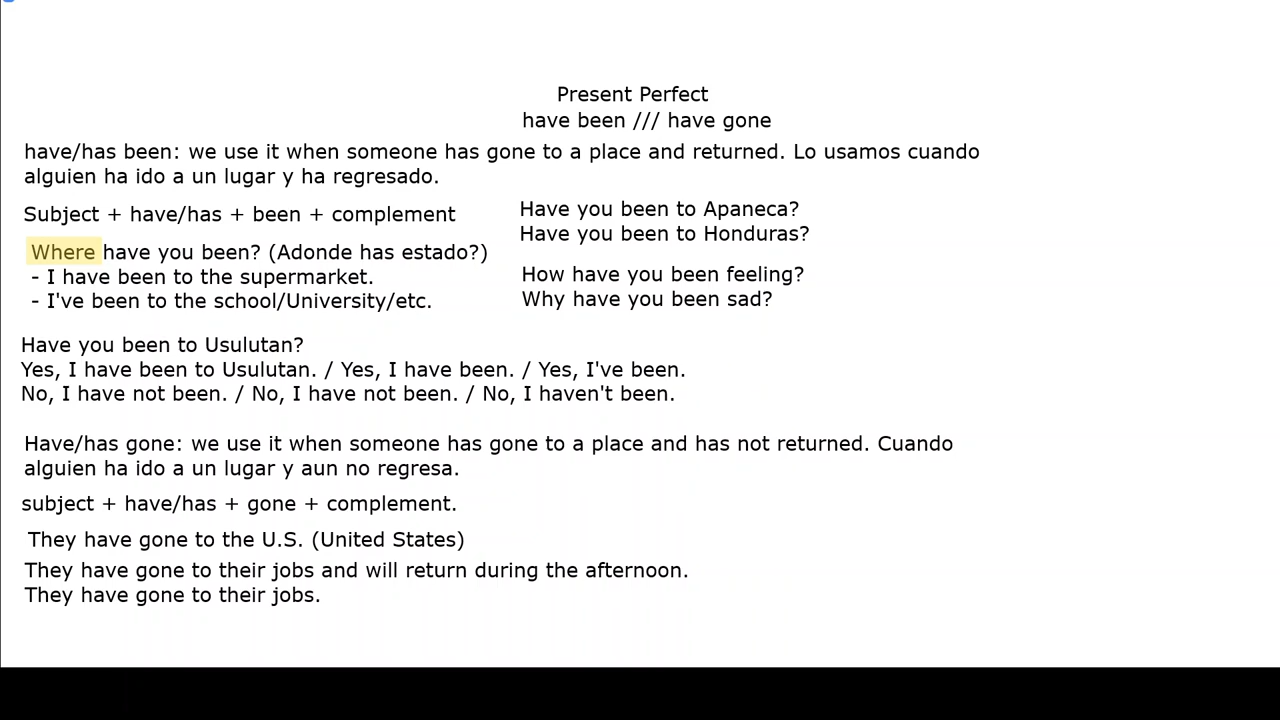 Present Perfect
have been /// have gone
have/has been: we use it when someone has gone to a place and returned. Lo usamos cuando
alguien ha ido a un lugar y ha regresado.
Subject + have/has + been + complement
Where have you been? (Adonde has estado?)
- I have been to the supermarket.
- I've been to the school/University/etc.
Have you been to Apaneca?
Have you been to Honduras?
How have you been feeling?
Why have you been sad?
Have you been to Usulutan?
Yes, I have been to Usulutan. / Yes, I have been. / Yes, I've been.
No, I have not been. / No, I have not been. / No, I haven't been.
Have/has gone: we use it when someone has gone to a place and has not returned. Cuando
alguien ha ido a un lugar y aun no regresa.
subject + have/has + gone + complement.
They have gone to the U.S. (United States)
They have gone to their jobs and will return during the afternoon.
They have gone to their jobs.